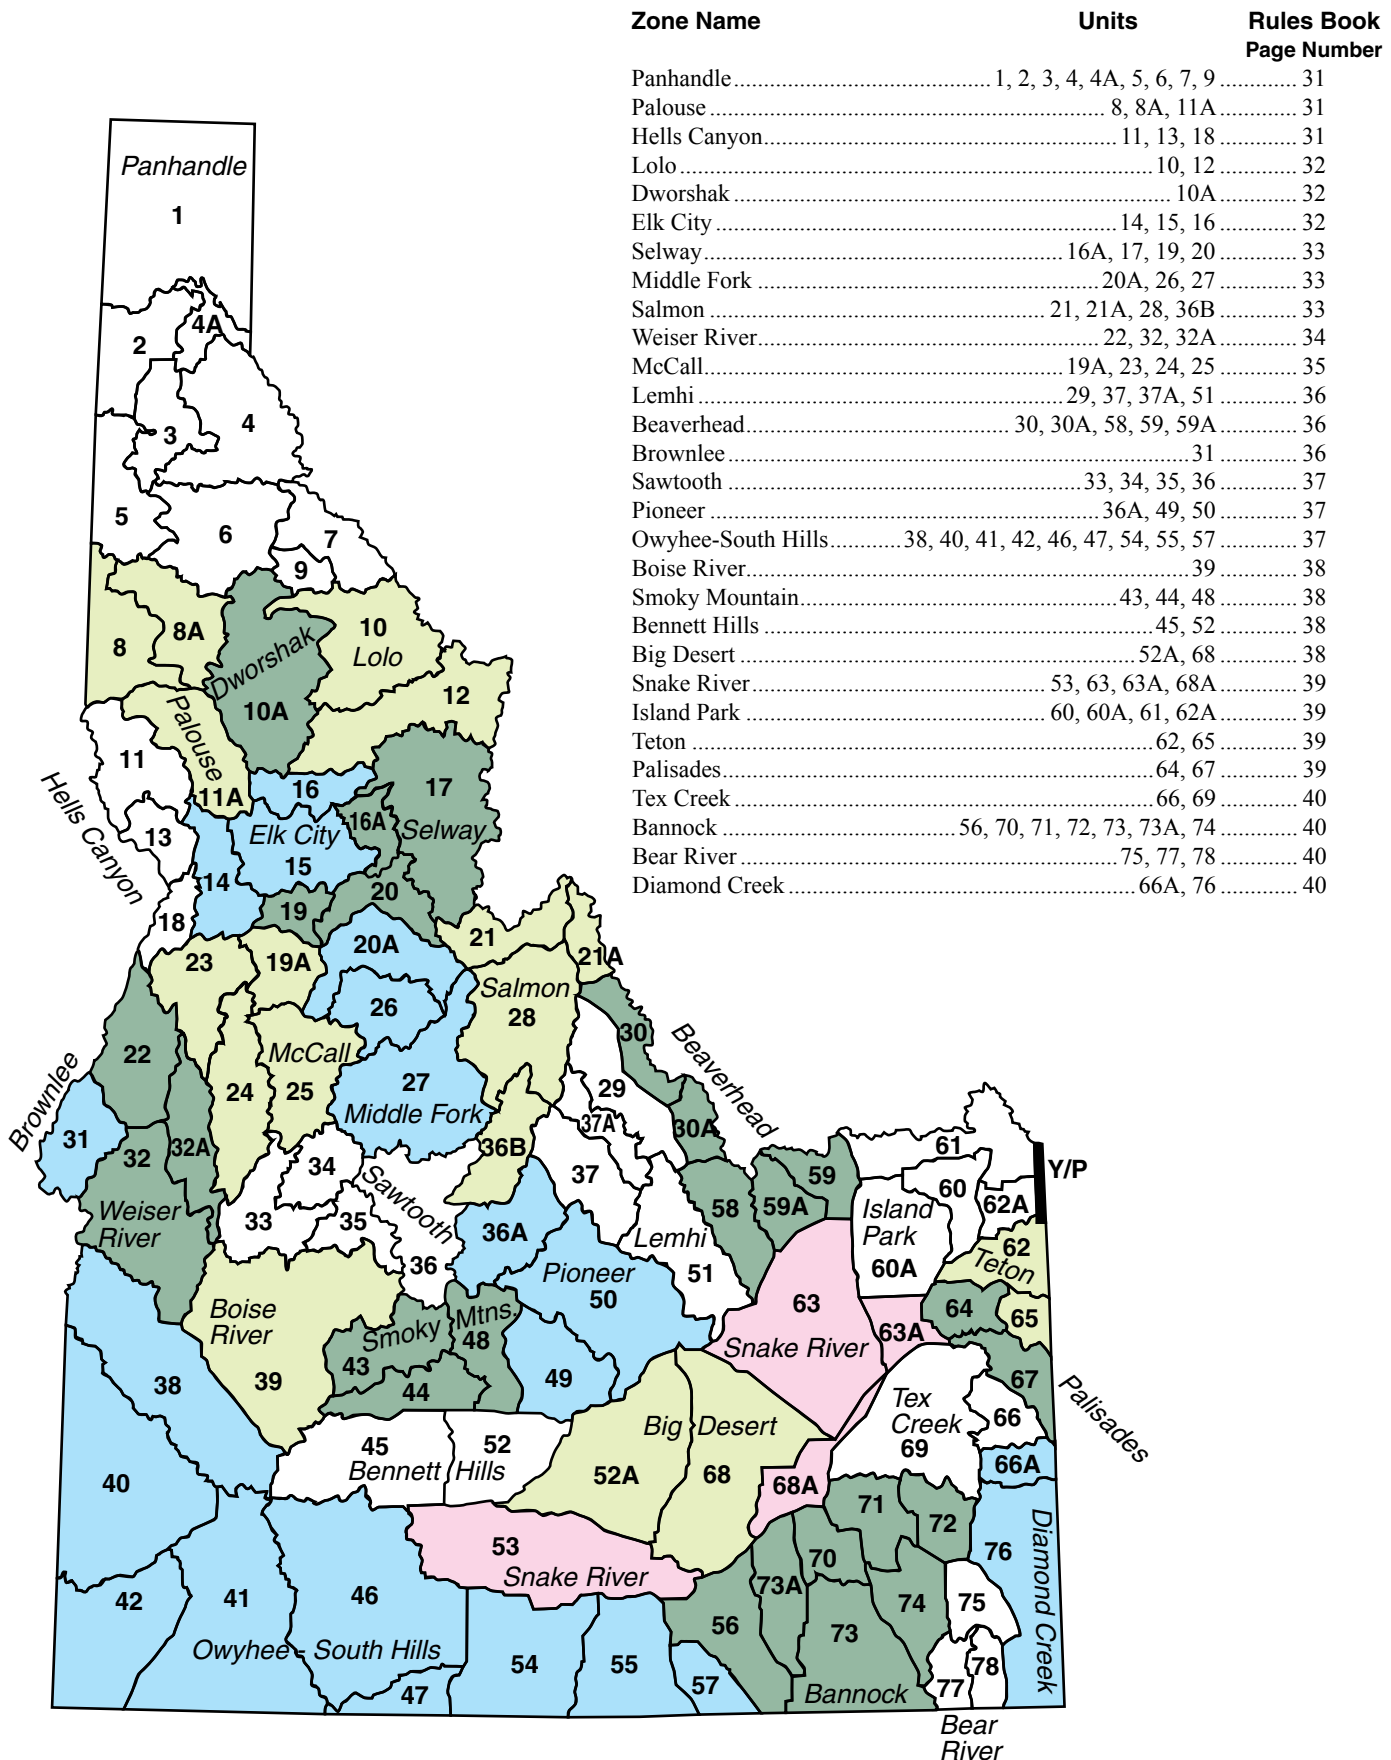 Zone Name Units Rules Book
Page Number
Panhandle 1, 2, 3, 4, 4A, 5, 6, 7, 9 31
Palouse 8, 8A, 11A 31
Hells Canyon 11, 13, 18 31
Lolo 10, 12 32
Dworshak 10A 32
Elk City 14, 15, 16 32
Selway 16A, 17, 19, 20 33
Middle Fork 20A, 26, 27 33
Salmon 21, 21A, 28, 36B 33
Weiser River 22, 32, 32A 34
McCall 19A, 23, 24, 25 35
Lemhi 29, 37, 37A, 51 36
Beaverhead 30, 30A, 58, 59, 59A 36
Brownlee 31 36
Sawtooth 33, 34, 35, 36 37
Pioneer 36A, 49, 50 37
Owyhee-South Hills 38, 40, 41, 42, 46, 47, 54, 55, 57 37
Boise River 39 38
Smoky Mountain 43, 44, 48 38
Bennett Hills 45, 52 38
Big Desert 52A, 68 38
Snake River 53, 63, 63A, 68A 39
Island Park 60, 60A, 61, 62A 39
Teton 62, 65 39
Palisades 64, 67 39
Tex Creek 66, 69 40
Bannock 56, 70, 71, 72, 73, 73A, 74 40
Bear River 75, 77, 78 40
Diamond Creek 66A, 76 40
Panhandle
1
4A
2
3
4
5
6
7
9
8
8A
Dworshak
10A
10
Lolo
12
Palouse
11A
11
Hells Canyon
13
14
18
16
Elk City
15
16A
17
Selway
19
20
20A
21
21A
23
19A
26
Salmon
28
22
24
McCall
25
27
Middle Fork
Brownlee
31
32
32A
Weiser
River
30
Beaverhead
29
37A
30A
36B
37
34
Sawtooth
33
35
36
36A
Lemhi
51
58
59A
59
61
60
62A
Y/P
Island
Park
60A
62
Teton
Pioneer
50
63
Snake River
63A
64
65
Boise
River
39
Smoky
Mtns.
43
48
44
49
67
Palisades
38
40
45
52
Bennett Hills
Big Desert
52A
68
68A
Tex
Creek
69
66
66A
71
72
76
Diamond Creek
53
Snake River
70
73A
74
75
42
41
46
Owyhee - South Hills
47
54
55
56
57
73
Bannock
77
78
Bear
River